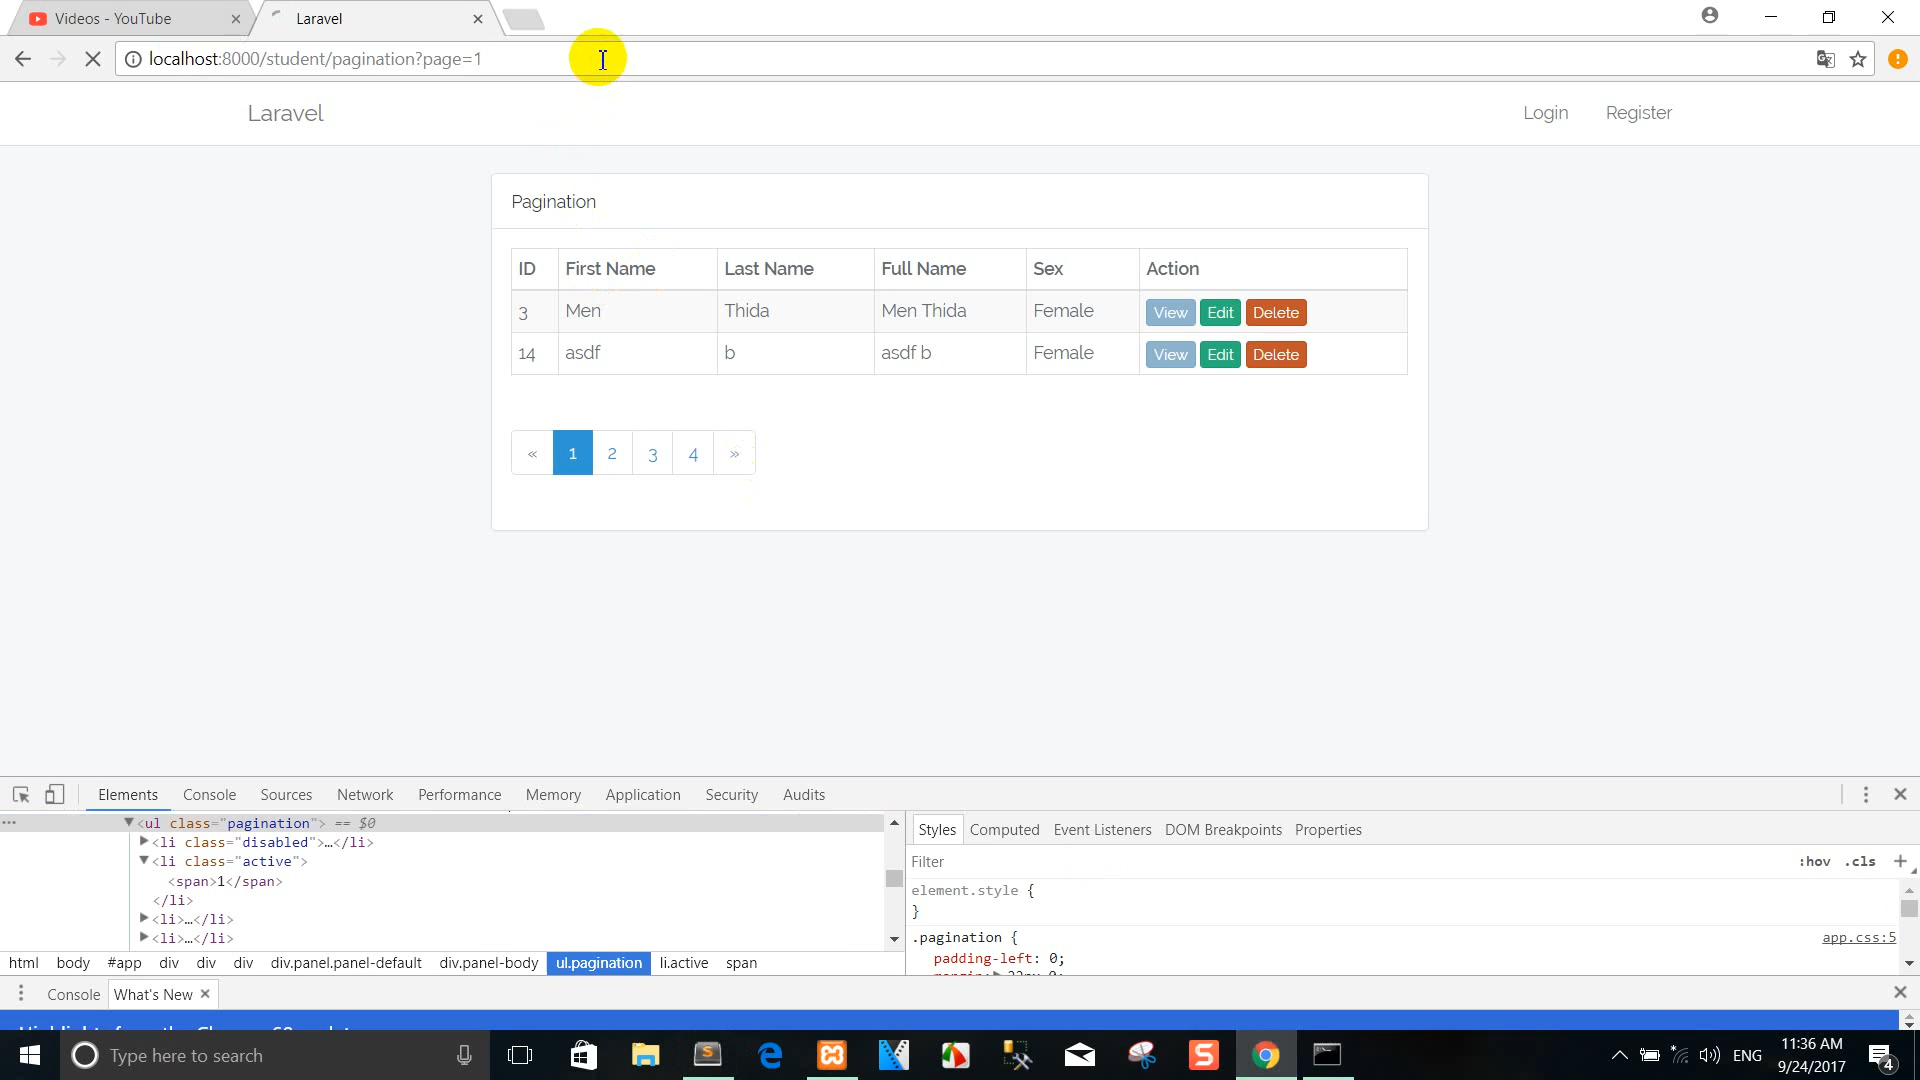 Videos - YouTube
Laravel
localhost:8000/student/pagination?page=1
Laravel
Login
Register
Pagination
ID First Name Last Name Full Name Sex Action
3 Men Thida Men Thida Female View Edit Delete
14 asdf b asdf b Female View Edit Delete
« 1 2 3 4 »
Elements Console Sources Network Performance Memory Application Security Audits
<ul class="pagination"> == $0
<li class="disabled">…</li>
<li class="active">
<span>1</span>
</li>
<li>…</li>
<li>…</li>
html body #app div div div div.panel.panel-default div.panel-body ul.pagination li.active span
Styles Computed Event Listeners DOM Breakpoints Properties
Filter
:hov .cls +
element.style {
}
.pagination {
app.css:5
padding-left: 0;
Console What's New
Type here to search
ENG
11:36 AM
9/24/2017
4